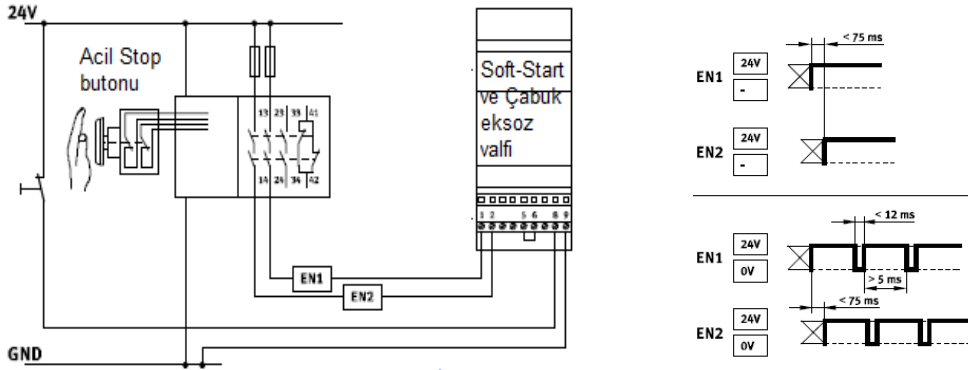 24V
Acil Stop
butonu
13 23 33 41
14 24 34 42
Soft-Start
ve Çabuk
eksoz
valfi
1 2 5 6 8 9
EN1
EN2
GND
< 75 ms
EN1 24V
-
EN2 24V
-
< 12 ms
EN1 24V
0V
> 5 ms
< 75 ms
EN2 24V
0V